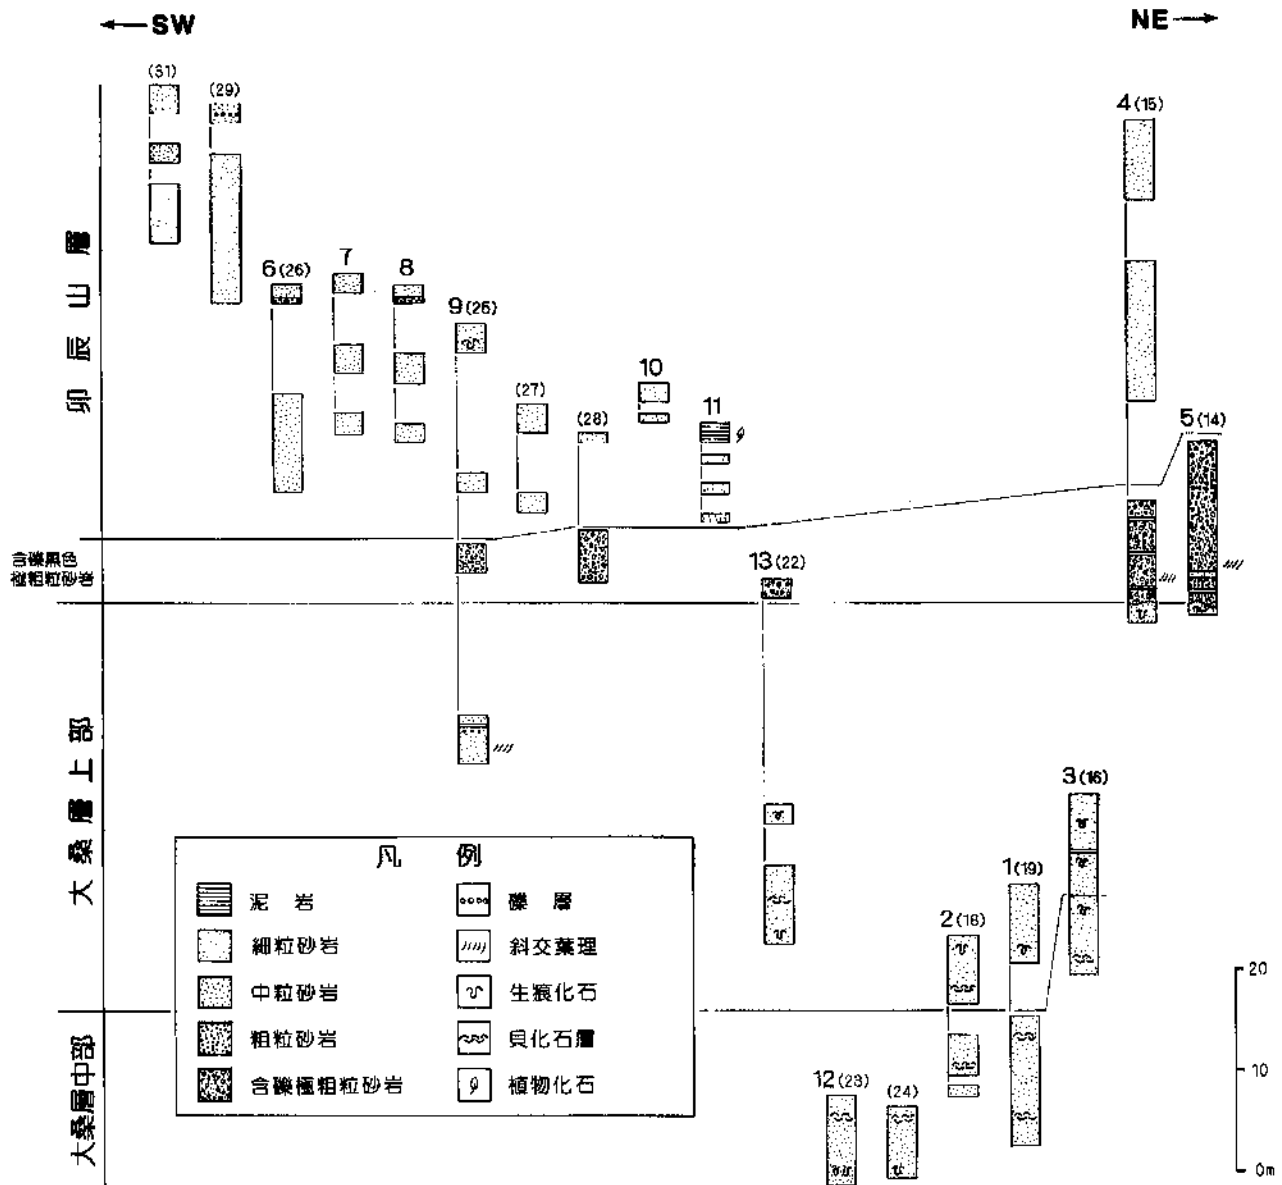 ←SW
NE→
(31)
(29)
4(15)
6(26)
7
8
9(25)
10
(27)
(28)
11
5(14)
13(22)
3(16)
1(19)
2(18)
12(23)
(24)
卯辰山層
含礫黒色
極粗粒砂岩
大桑層上部
大桑層中部
凡 例
泥 岩
細粒砂岩
中粒砂岩
粗粒砂岩
含礫極粗粒砂岩
礫 層
斜交葉理
生痕化石
貝化石層
植物化石
20
10
0m